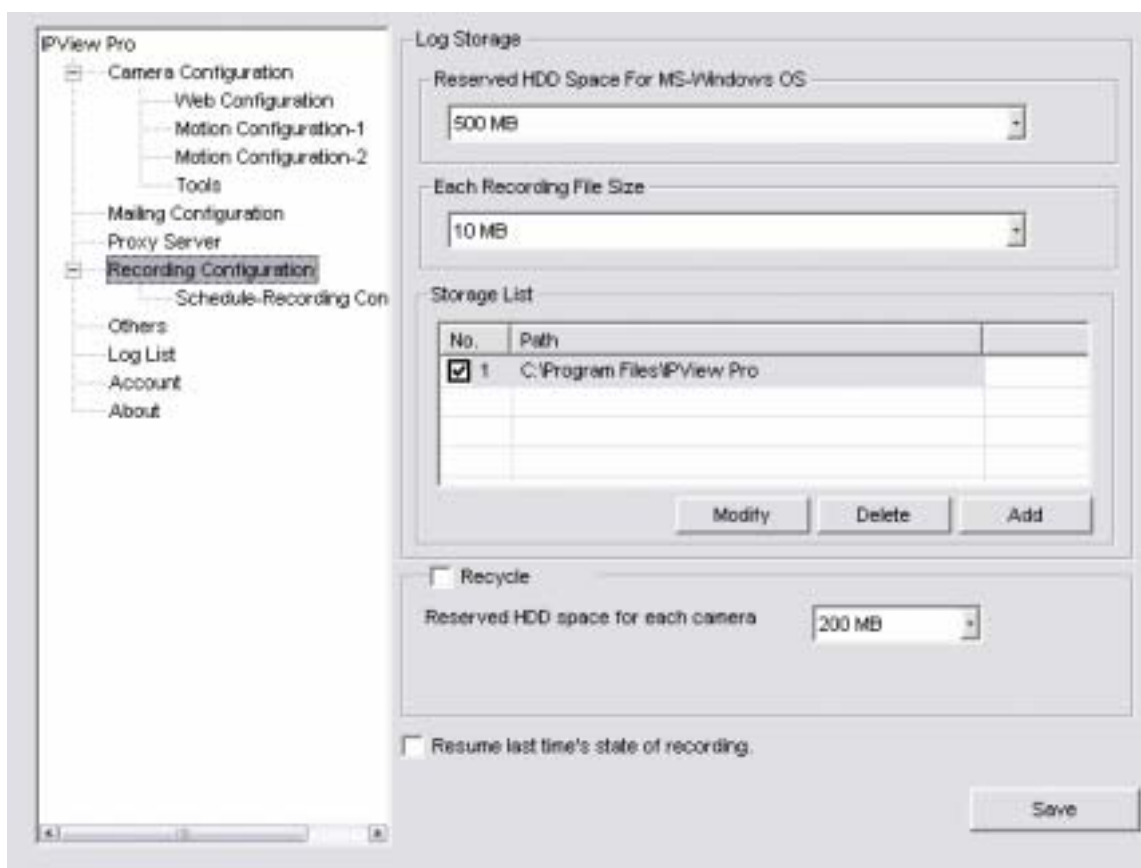 IPView Pro
Camera Configuration
Web Configuration
Motion Configuration-1
Motion Configuration-2
Tools
Mailing Configuration
Proxy Server
Recording Configuration
Schedule-Recording Con
Others
Log List
Account
About
Log Storage
Reserved HDD Space For MS-Windows OS
500 MB
Each Recording File Size
10 MB
Storage List
No. Path
1 C:\Program Files\IPView Pro
Modify Delete Add
Recycle
Reserved HDD space for each camera 200 MB
Resume last time's state of recording.
Save